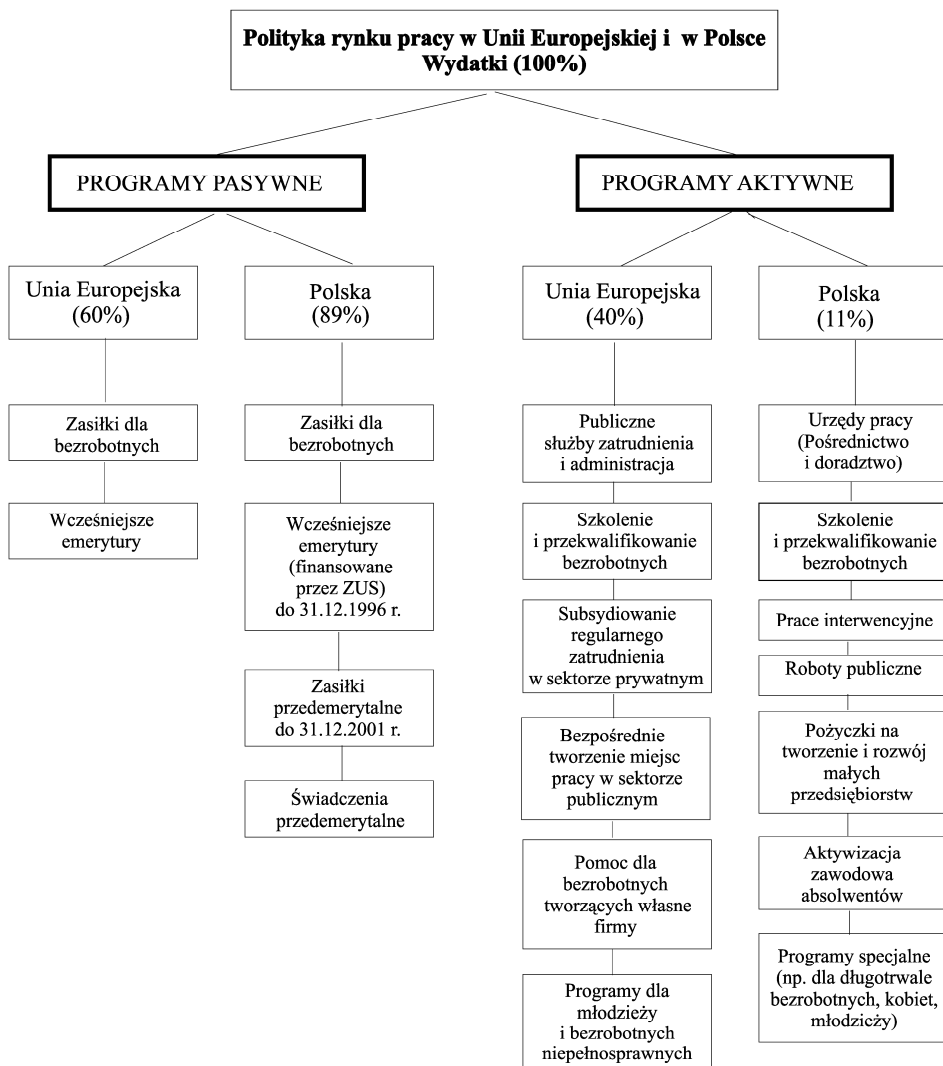 Polityka rynku pracy w Unii Europejskiej i w Polsce
Wydatki (100%)
PROGRAMY PASYWNE
PROGRAMY AKTYWNE
Unia Europejska
(60%)
Zasiłki dla
bezrobotnych
Wcześniejsze
emerytury
Polska
(89%)
Zasiłki dla
bezrobotnych
Wcześniejsze
emerytury
(finansowane
przez ZUS)
do 31.12.1996 r.
Zasiłki
przedemerytalne
do 31.12.2001 r.
Świadczenia
przedemerytalne
Unia Europejska
(40%)
Publiczne
służby zatrudnienia
i administracja
Szkolenie
i przekwalifikowanie
bezrobotnych
Subsydiowanie
regularnego
zatrudnienia
w sektorze prywatnym
Bezpośrednie
tworzenie miejsc
pracy w sektorze
publicznym
Pomoc dla
bezrobotnych
tworzących własne
firmy
Programy dla
młodzieży
i bezrobotnych
niepełnosprawnych
Polska
(11%)
Urzędy pracy
(Pośrednictwo
i doradztwo)
Szkolenie
i przekwalifikowanie
bezrobotnych
Prace interwencyjne
Roboty publiczne
Pożyczki na
tworzenie i rozwój
małych
przedsiębiorstw
Aktywizacja
zawodowa
absolwentów
Programy specjalne
(np. dla długotrwale
bezrobotnych, kobiet,
młodzieży)